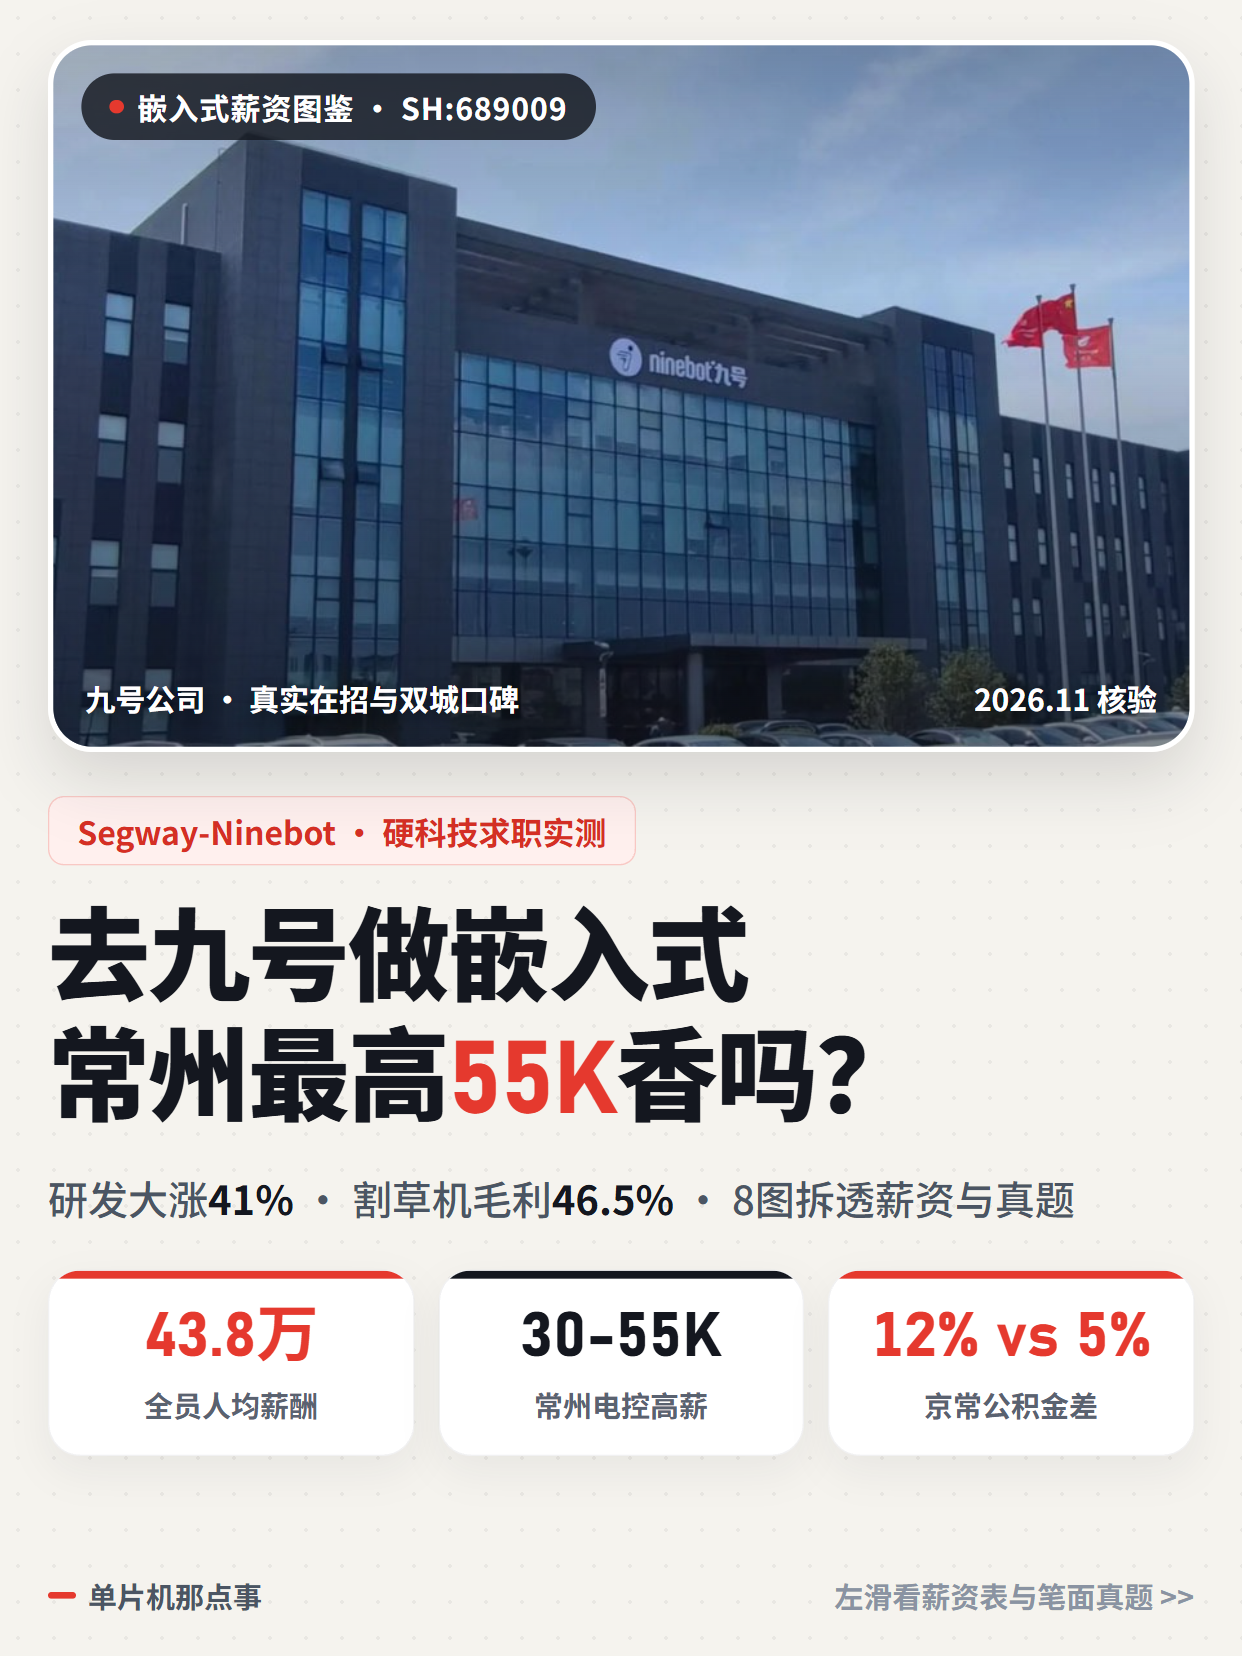 嵌入式薪资图鉴 · SH:689009
ninebot九号
九号公司 · 真实在招与双城口碑
2026.11 核验
Segway-Ninebot · 硬科技求职实测
去九号做嵌入式
常州最高55K香吗?
研发大涨41% · 割草机毛利46.5% · 8图拆透薪资与真题
43.8万
全员人均薪酬
30-55K
常州电控高薪
12% vs 5%
京常公积金差
单片机那点事
左滑看薪资表与笔面真题 >>